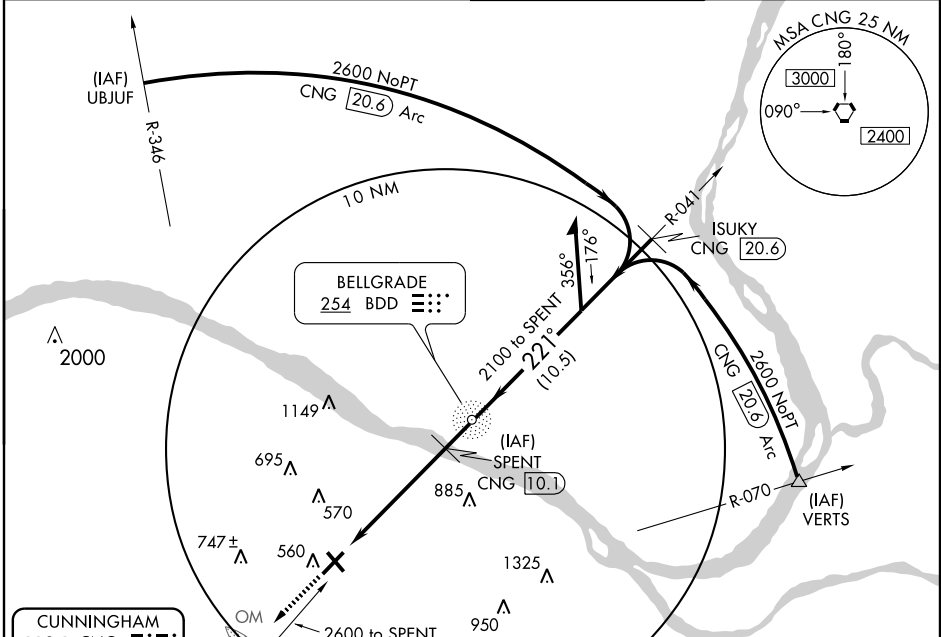 MSA CNG 25 NM
180°
3000
090°
2400
(IAF)
UBJUF
2600 NoPT
CNG 20.6 Arc
R-346
10 NM
R-041
ISUKY
CNG 20.6
356°
176°
BELLGRADE
254 BDD
2100 to SPENT
221°
(10.5)
2000
2600 NoPT
CNG 20.6 Arc
1149
(IAF)
SPENT
CNG 10.1
695
570
885
R-070
(IAF)
VERTS
747±
560
1325
OM
950
2600 to SPENT
CUNNINGHAM